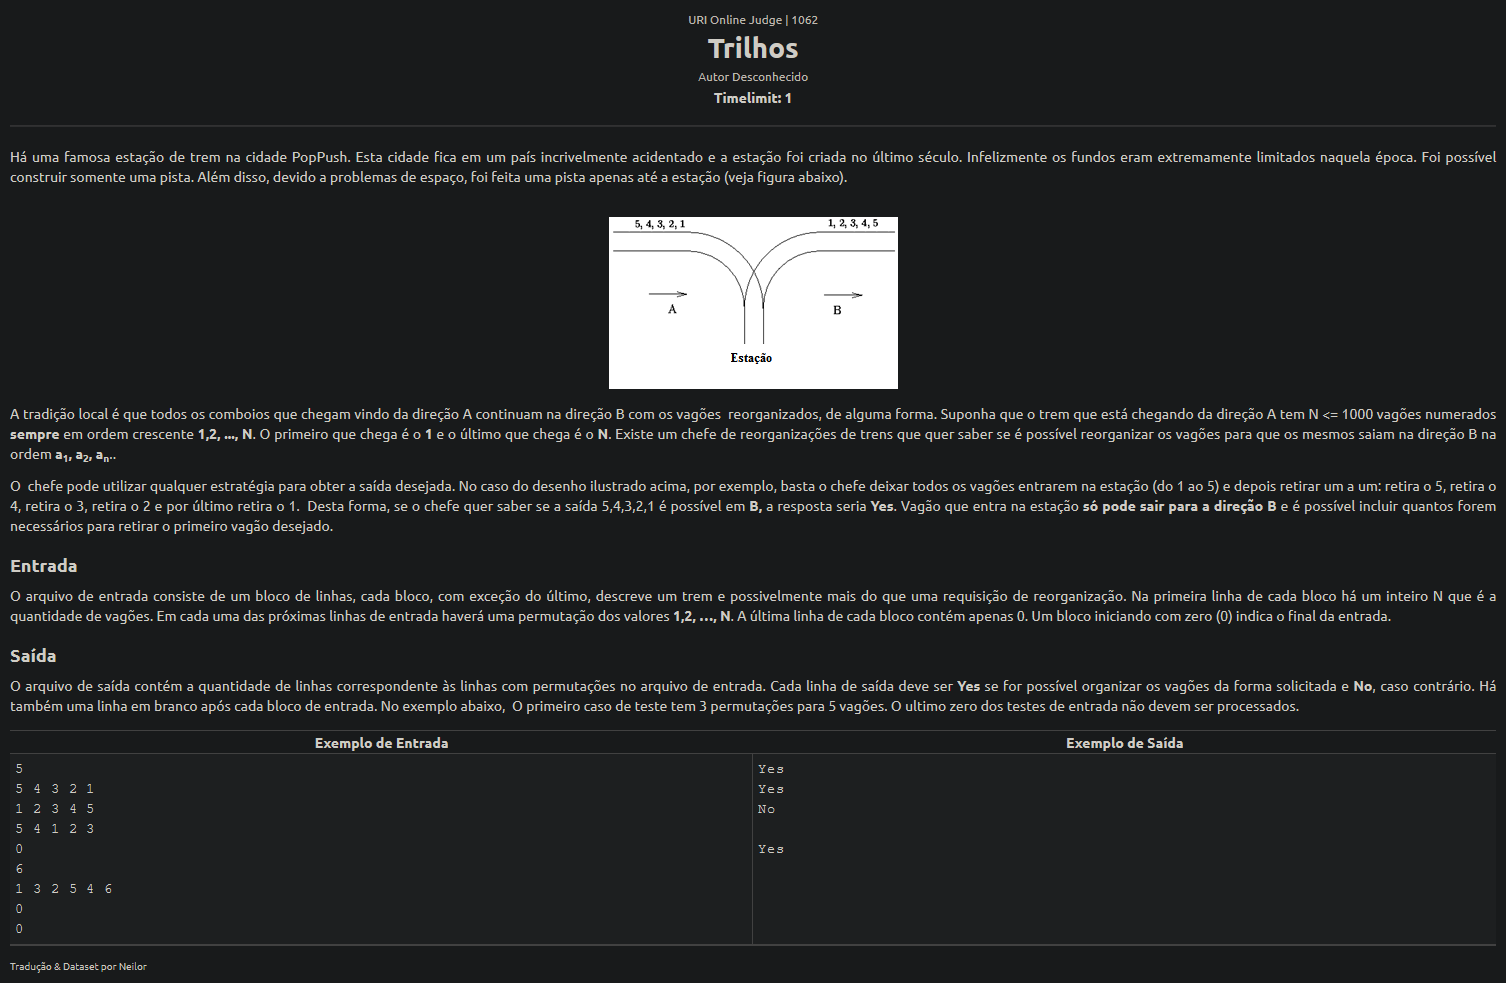 URI Online Judge | 1062
Trilhos
Autor Desconhecido
Timelimit: 1
Há uma famosa estação de trem na cidade PopPush. Esta cidade fica em um país incrivelmente acidentado e a estação foi criada no último século. Infelizmente os fundos eram extremamente limitados naquela época. Foi possível
construir somente uma pista. Além disso, devido a problemas de espaço, foi feita uma pista apenas até a estação (veja figura abaixo).
5, 4, 3, 2, 1
1, 2, 3, 4, 5
A
B
Estação
A tradição local é que todos os comboios que chegam vindo da direção A continuam na direção B com os vagões reorganizados, de alguma forma. Suponha que o trem que está chegando da direção A tem N <= 1000 vagões numerados
sempre em ordem crescente 1,2, ..., N. O primeiro que chega é o 1 e o último que chega é o N. Existe um chefe de reorganizações de trens que quer saber se é possível reorganizar os vagões para que os mesmos saiam na direção B na
ordem a1, a2, an..
O chefe pode utilizar qualquer estratégia para obter a saída desejada. No caso do desenho ilustrado acima, por exemplo, basta o chefe deixar todos os vagões entrarem na estação (do 1 ao 5) e depois retirar um a um: retira o 5, retira o
4, retira o 3, retira o 2 e por último retira o 1. Desta forma, se o chefe quer saber se a saída 5,4,3,2,1 é possível em B, a resposta seria Yes. Vagão que entra na estação só pode sair para a direção B e é possível incluir quantos forem
necessários para retirar o primeiro vagão desejado.
Entrada
O arquivo de entrada consiste de um bloco de linhas, cada bloco, com exceção do último, descreve um trem e possivelmente mais do que uma requisição de reorganização. Na primeira linha de cada bloco há um inteiro N que é a
quantidade de vagões. Em cada uma das próximas linhas de entrada haverá uma permutação dos valores 1,2, ..., N. A última linha de cada bloco contém apenas 0. Um bloco iniciando com zero (0) indica o final da entrada.
Saída
O arquivo de saída contém a quantidade de linhas correspondente às linhas com permutações no arquivo de entrada. Cada linha de saída deve ser Yes se for possível organizar os vagões da forma solicitada e No, caso contrário. Há
também uma linha em branco após cada bloco de entrada. No exemplo abaixo, O primeiro caso de teste tem 3 permutações para 5 vagões. O ultimo zero dos testes de entrada não devem ser processados.
Exemplo de Entrada
5
5 4 3 2 1
1 2 3 4 5
5 4 1 2 3
0
6
1 3 2 5 4 6
0
0
Exemplo de Saída
Yes
Yes
No
Yes
Tradução & Dataset por Neilor